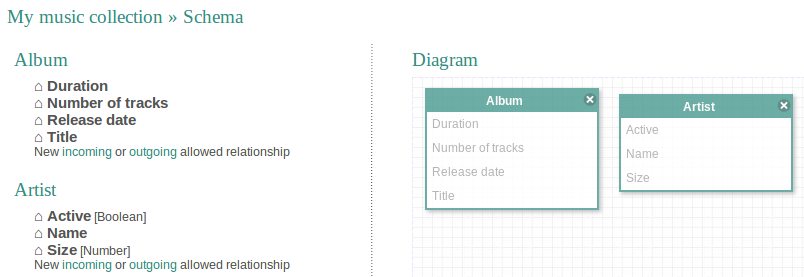 My music collection » Schema
Album
Duration
Number of tracks
Release date
Title
New incoming or outgoing allowed relationship
Artist
Active [Boolean]
Name
Size [Number]
New incoming or outgoing allowed relationship
Diagram
Album
Duration
Number of tracks
Release date
Title
Artist
Active
Name
Size